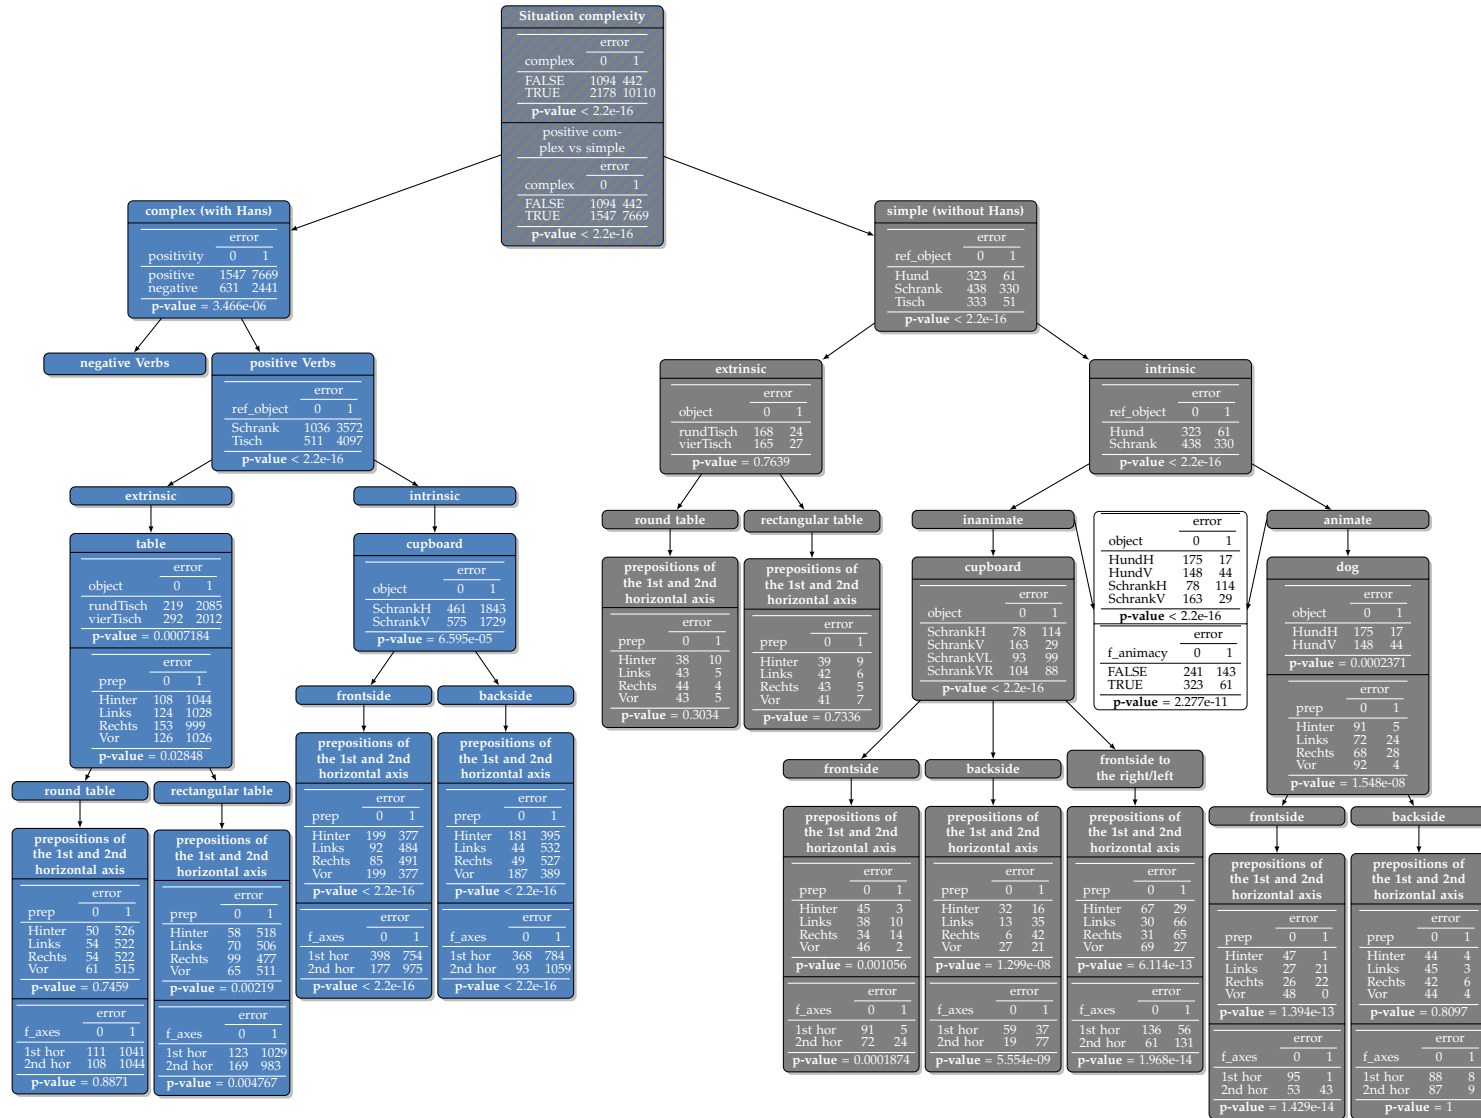 Situation complexity
error
complex 0 1
FALSE 1094 442
TRUE 2178 10110
p-value < 2.2e-16
positive com-
plex vs simple
error
complex 0 1
FALSE 1094 442
TRUE 1547 7669
p-value < 2.2e-16
complex (with Hans)
error
positivity 0 1
positive 1547 7669
negative 631 2441
p-value = 3.466e-06
simple (without Hans)
error
ref_object 0 1
Hund 323 61
Schrank 438 330
Tisch 333 51
p-value < 2.2e-16
negative Verbs
positive Verbs
error
ref_object 0 1
Schrank 1036 3572
Tisch 511 4097
p-value < 2.2e-16
extrinsic
error
object 0 1
rundTisch 168 24
vierTisch 165 27
p-value = 0.7639
intrinsic
error
ref_object 0 1
Hund 323 61
Schrank 438 330
p-value < 2.2e-16
extrinsic
intrinsic
table
error
object 0 1
rundTisch 219 2085
vierTisch 292 2012
p-value = 0.0007184
error
prep 0 1
Hinter 108 1044
Links 124 1028
Rechts 153 999
Vor 126 1026
p-value = 0.02848
cupboard
error
object 0 1
SchrankH 461 1843
SchrankV 575 1729
p-value = 6.595e-05
round table
rectangular table
prepositions of
the 1st and 2nd
horizontal axis
error
prep 0 1
Hinter 38 10
Links 43 5
Rechts 44 4
Vor 43 5
p-value = 0.3034
prepositions of
the 1st and 2nd
horizontal axis
error
prep 0 1
Hinter 39 9
Links 42 6
Rechts 43 5
Vor 41 7
p-value = 0.7336
inanimate
animate
error
object 0 1
HundH 175 17
HundV 148 44
SchrankH 78 114
SchrankV 163 29
p-value < 2.2e-16
error
f_animacy 0 1
FALSE 241 143
TRUE 323 61
p-value = 2.277e-11
cupboard
error
object 0 1
SchrankH 78 114
SchrankV 163 29
SchrankVL 93 99
SchrankVR 104 88
p-value < 2.2e-16
dog
error
object 0 1
HundH 175 17
HundV 148 44
p-value = 0.0002371
error
prep 0 1
Hinter 91 5
Links 72 24
Rechts 68 28
Vor 92 4
p-value = 1.548e-08
frontside
backside
prepositions of
the 1st and 2nd
horizontal axis
error
prep 0 1
Hinter 199 377
Links 92 484
Rechts 85 491
Vor 199 377
p-value < 2.2e-16
error
f_axes 0 1
1st hor 398 754
2nd hor 177 975
p-value < 2.2e-16
prepositions of
the 1st and 2nd
horizontal axis
error
prep 0 1
Hinter 181 395
Links 44 532
Rechts 49 527
Vor 187 389
p-value < 2.2e-16
error
f_axes 0 1
1st hor 368 784
2nd hor 93 1059
p-value < 2.2e-16
round table
rectangular table
prepositions of
the 1st and 2nd
horizontal axis
error
prep 0 1
Hinter 50 526
Links 54 522
Rechts 54 522
Vor 61 515
p-value = 0.7459
error
f_axes 0 1
1st hor 111 1041
2nd hor 108 1044
p-value = 0.8871
prepositions of
the 1st and 2nd
horizontal axis
error
prep 0 1
Hinter 58 518
Links 70 506
Rechts 99 477
Vor 65 511
p-value = 0.00219
error
f_axes 0 1
1st hor 123 1029
2nd hor 169 983
p-value = 0.004767
frontside
backside
frontside to
the right/left
prepositions of
the 1st and 2nd
horizontal axis
error
prep 0 1
Hinter 45 3
Links 38 10
Rechts 34 14
Vor 46 2
p-value = 0.001056
error
f_axes 0 1
1st hor 91 5
2nd hor 72 24
p-value = 0.0001874
prepositions of
the 1st and 2nd
horizontal axis
error
prep 0 1
Hinter 32 16
Links 13 35
Rechts 6 42
Vor 27 21
p-value = 1.299e-08
error
f_axes 0 1
1st hor 59 37
2nd hor 19 77
p-value = 5.554e-09
prepositions of
the 1st and 2nd
horizontal axis
error
prep 0 1
Hinter 67 29
Links 30 66
Rechts 31 65
Vor 69 27
p-value = 6.114e-13
error
f_axes 0 1
1st hor 136 56
2nd hor 61 131
p-value = 1.968e-14
frontside
backside
prepositions of
the 1st and 2nd
horizontal axis
error
prep 0 1
Hinter 47 1
Links 27 21
Rechts 26 22
Vor 48 0
p-value = 1.394e-13
error
f_axes 0 1
1st hor 95 1
2nd hor 53 43
p-value = 1.429e-14
prepositions of
the 1st and 2nd
horizontal axis
error
prep 0 1
Hinter 44 4
Links 45 3
Rechts 42 6
Vor 44 4
p-value = 0.8097
error
f_axes 0 1
1st hor 88 8
2nd hor 87 9
p-value = 1